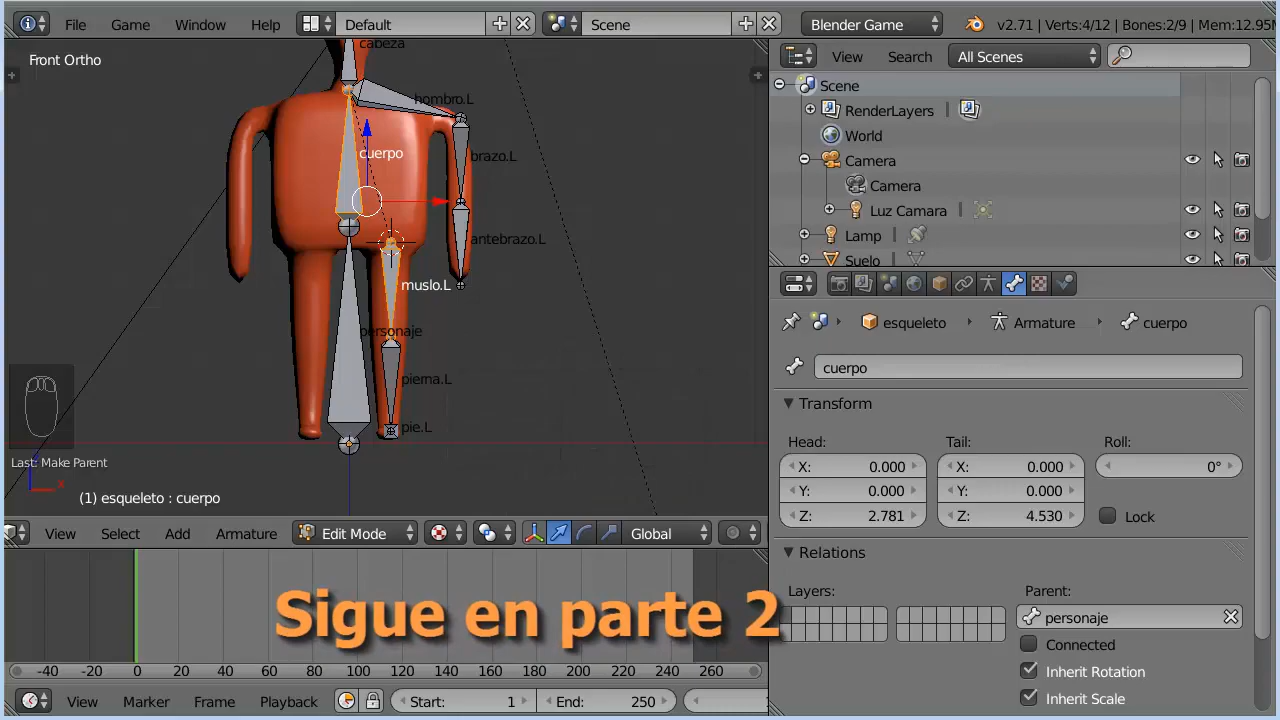 File Game Window Help Default Scene Blender Game v2.71 | Verts:4/12 | Bones:2/9 | Mem:12.95M
Front Ortho
cabeza
hombro.L
cuerpo
brazo.L
antebrazo.L
muslo.L
personaje
pierna.L
pie.L
Last: Make Parent
x
(1) esqueleto : cuerpo
View Select Add Armature Edit Mode Global
Sigue en parte 2
-40 -20 0 20 40 60 80 100 120 140 160 180 200 220 240 260
View Marker Frame Playback Start: 1 End: 250
View Search All Scenes
Scene
RenderLayers |
World
Camera
Camera
Luz Camara |
Lamp
Suelo
esqueleto Armature cuerpo
cuerpo
Transform
Head: Tail: Roll:
X: 0.000 X: 0.000 0°
Y: 0.000 Y: 0.000
Z: 2.781 Z: 4.530 Lock
Relations
Layers: Parent:
personaje
Connected
Inherit Rotation
Inherit Scale